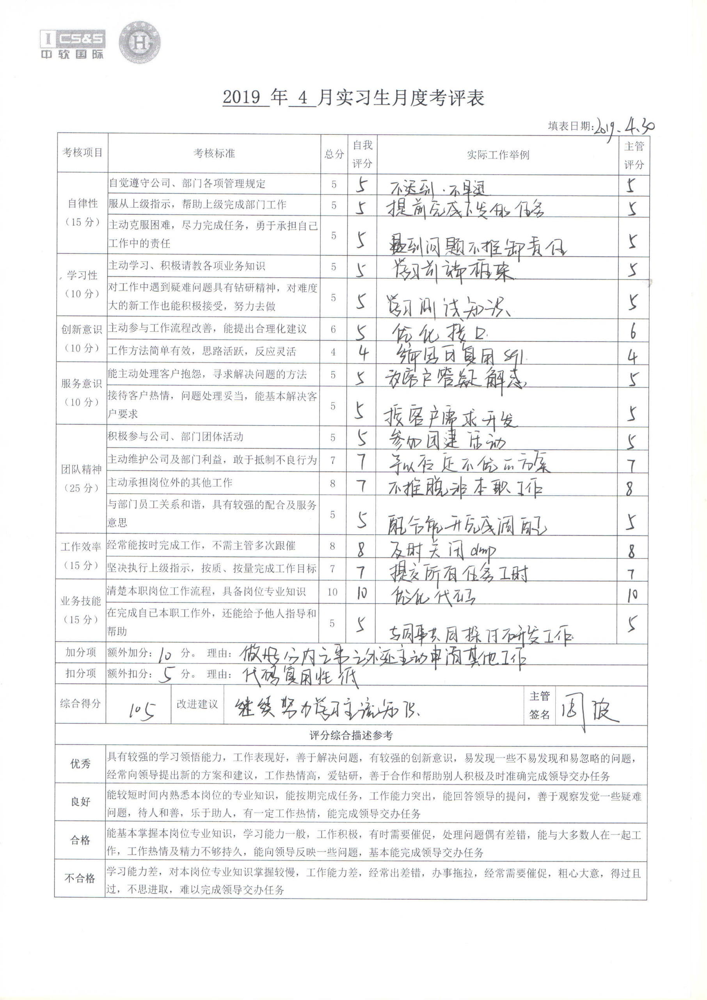 I CS&S
中软国际
2019 年 4 月实习生月度考评表
填表日期:2019.4.30
考核项目 考核标准 总分 自我评分 实际工作举例 主管评分
自律性（15 分）
自觉遵守公司、部门各项管理规定 5 5 不迟到.不早退 5
服从上级指示，帮助上级完成部门工作 5 5 提前完成下发的任务 5
主动克服困难，尽力完成任务，勇于承担自己
工作中的责任 5 5 遇到问题不推卸责任 5
学习性（10 分）
主动学习、积极请教各项业务知识 5 5 学习前端框架 5
对工作中遇到疑难问题具有钻研精神，对难度
大的新工作也能积极接受，努力去做 5 5 学习测试知识 5
创新意识（10 分）
主动参与工作流程改善，能提出合理化建议 6 5 优化接口. 6
工作方法简单有效，思路活跃，反应灵活 4 4 可复用sql. 4
服务意识（10 分）
能主动处理客户抱怨，寻求解决问题的方法 5 5 为客户答疑解惑 5
接待客户热情，问题处理妥当，能基本解决客
户要求 5 5 按客户需求开发 5
团队精神（25 分）
积极参与公司、部门团体活动 5 5 参加团建活动 5
主动维护公司及部门利益，敢于抵制不良行为 7 7 予以否定不优的方案 7
主动承担岗位外的其他工作 8 7 不推脱非本职工作 8
与部门员工关系和谐，具有较强的配合及服务
意思 5 5 配合 完成调配 5
工作效率（15 分）
经常能按时完成工作，不需主管多次跟催 8 8 及时关闭dmp 8
坚决执行上级指示，按质、按量完成工作目标 7 7 提交所有任务工时 7
业务技能（15 分）
清楚本职岗位工作流程，具备岗位专业知识 10 10 优化代码 10
在完成自己本职工作外，还能给予他人指导和
帮助 5 5 与同事共同探讨研发工作. 5
加分项 额外加分：10 分。 理由：做好分内之事之外还主动申请其他工作
扣分项 额外扣分：5 分。 理由：代码复用性低
综合得分 105 改进建议 继续努力学习主流知识. 主管签名 周波
评分综合描述参考
优秀
具有较强的学习领悟能力，工作表现好，善于解决问题，有较强的创新意识，易发现一些不易发现和易忽略的问题，
经常向领导提出新的方案和建议，工作热情高，爱钻研，善于合作和帮助别人积极及时准确完成领导交办任务
良好
能较短时间内熟悉本岗位的专业知识，能按期完成任务，工作能力突出，能回答领导的提问，善于观察发觉一些疑难
问题，待人和善，乐于助人，有一定工作热情，能完成领导交办任务
合格
能基本掌握本岗位专业知识，学习能力一般，工作积极，有时需要催促，处理问题偶有差错，能与大多数人在一起工
作，工作热情及精力不够持久，能向领导反映一些问题，基本能完成领导交办任务
不合格
学习能力差，对本岗位专业知识掌握较慢，工作能力差，经常出差错，办事拖拉，经常需要催促，粗心大意，得过且
过，不思进取，难以完成领导交办任务